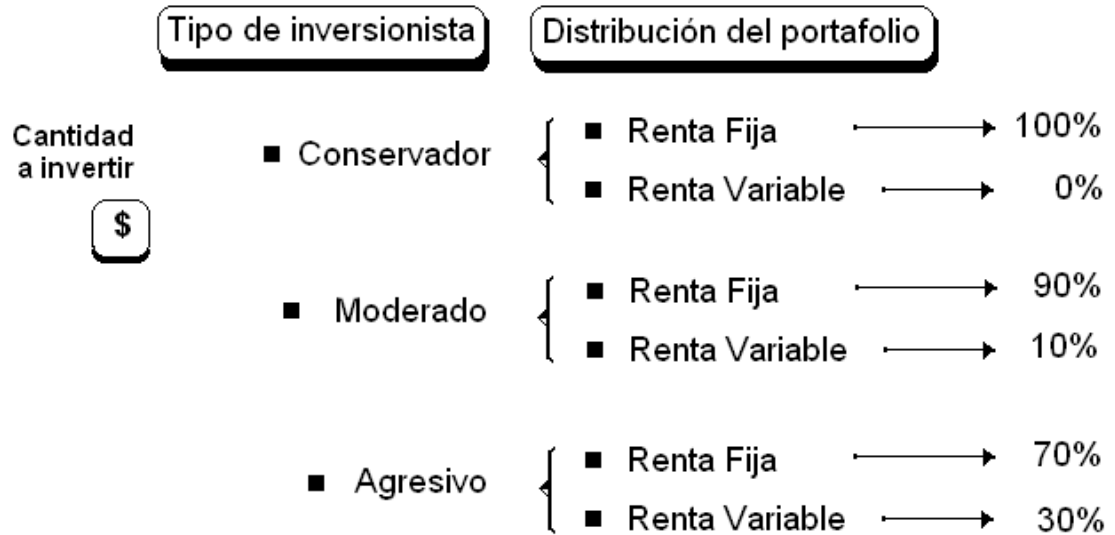 Tipo de inversionista
Distribución del portafolio
Cantidad
a invertir
$
■ Conservador
■ Renta Fija 100%
■ Renta Variable 0%
■ Moderado
■ Renta Fija 90%
■ Renta Variable 10%
■ Agresivo
■ Renta Fija 70%
■ Renta Variable 30%